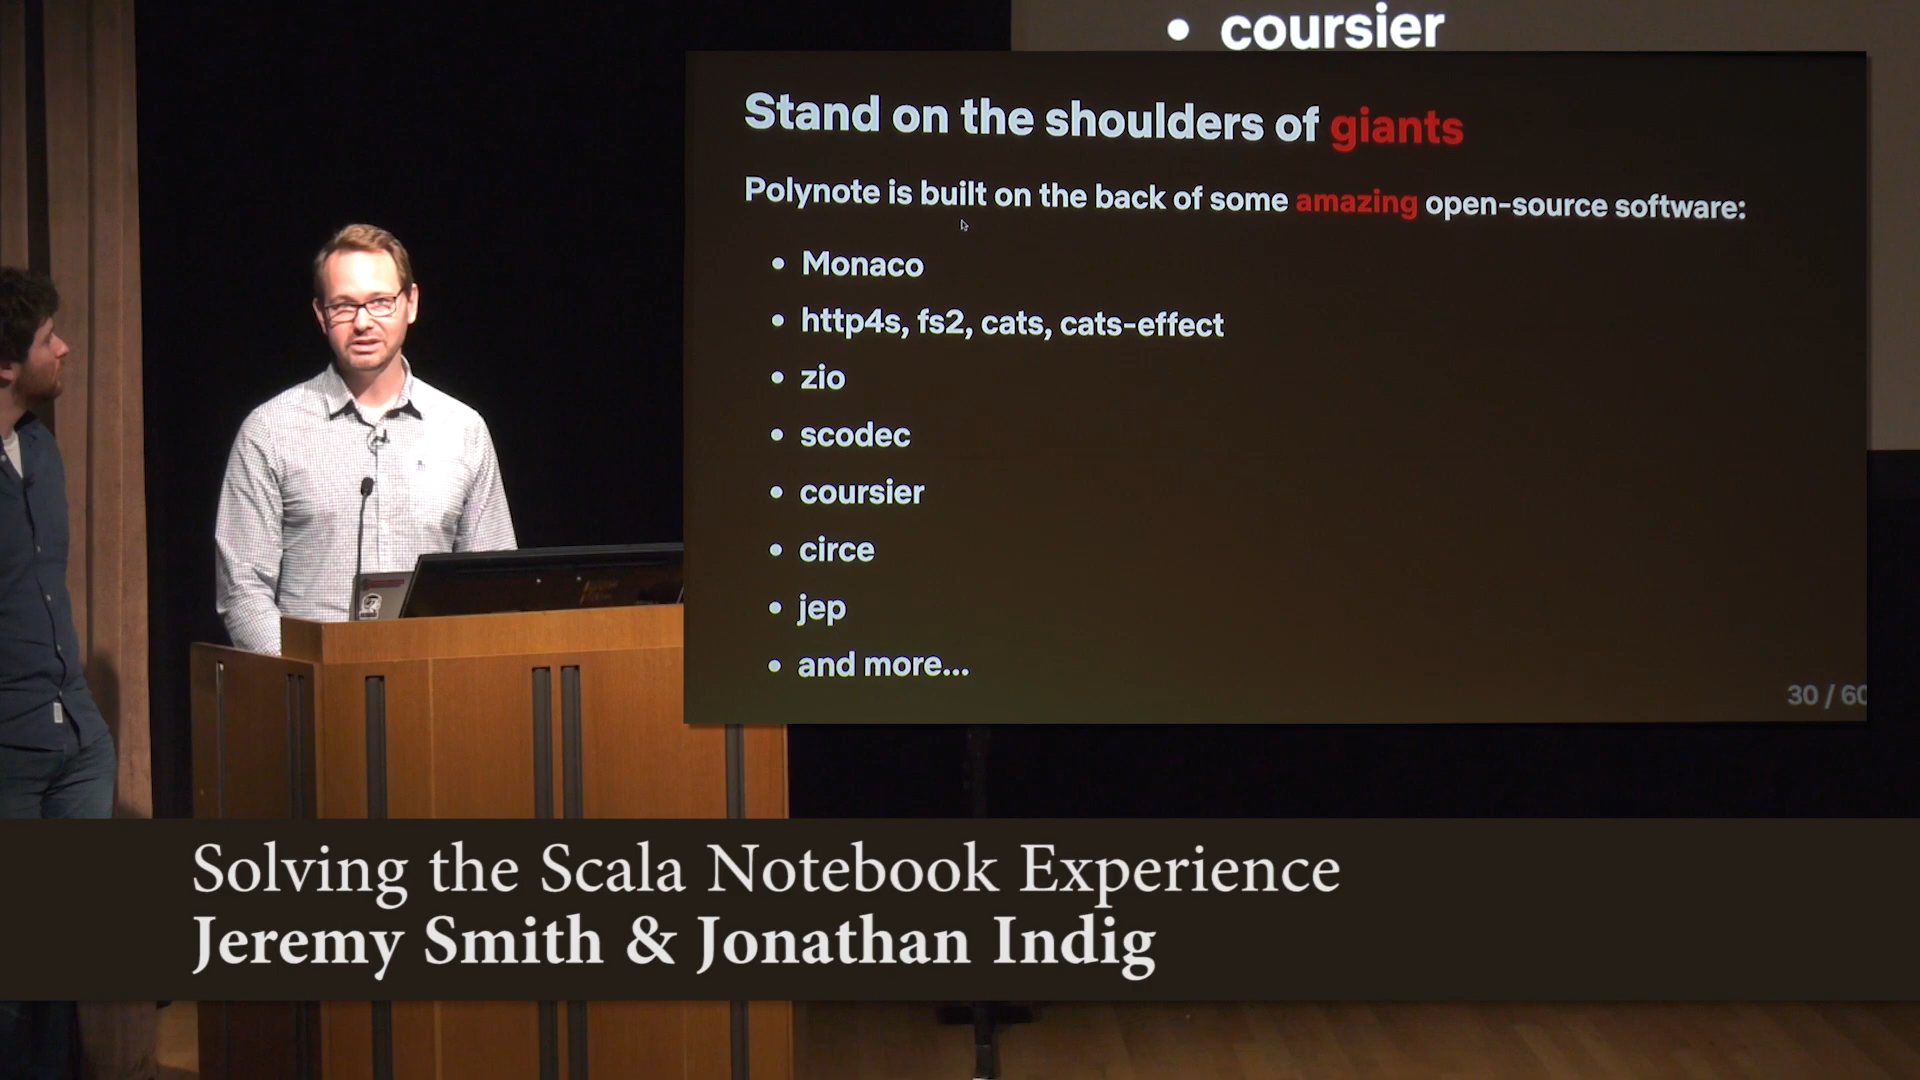 • coursier
Stand on the shoulders of giants
Polynote is built on the back of some amazing open-source software:
• Monaco
• http4s, fs2, cats, cats-effect
• zio
• scodec
• coursier
• circe
• jep
• and more...
30 / 60
Solving the Scala Notebook Experience
Jeremy Smith & Jonathan Indig